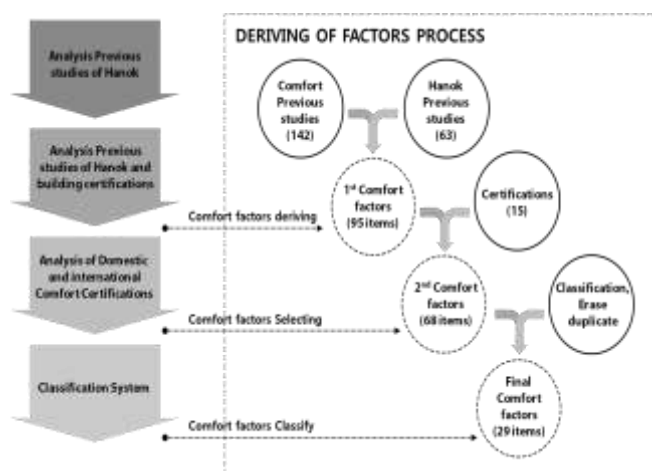 DERIVING OF FACTORS PROCESS
Analysis Previous
studies of Hanok
Comfort
Previous
studies
(142)
Hanok
Previous
studies
(63)
Analysis Previous
studies of Hanok and
building certifications
1st Comfort
factors
(95 items)
Certifications
(15)
Comfort factors deriving
Analysis of Domestic
and International
Comfort Certifications
2nd Comfort
factors
(68 items)
Classification,
Erase
duplicate
Comfort factors Selecting
Classification System
Final
Comfort
factors
(29 items)
Comfort factors Classify